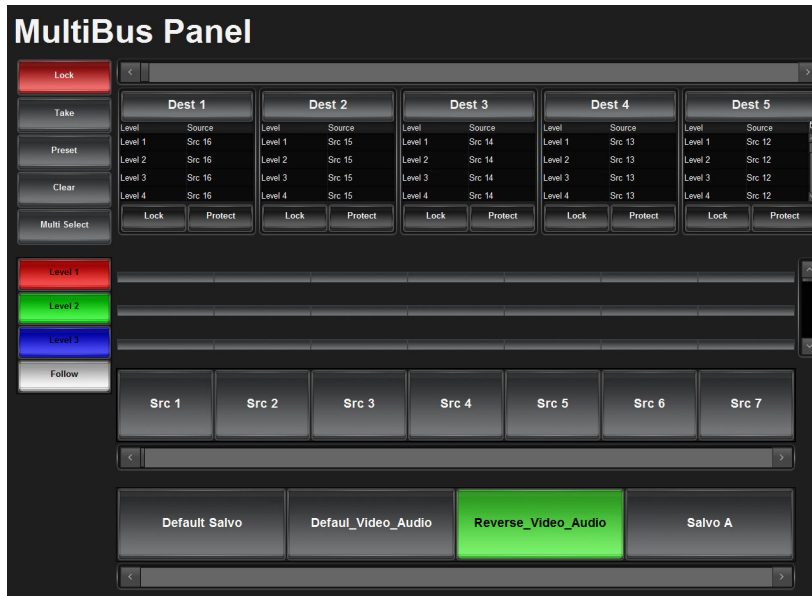 MultiBus Panel
Lock
Take
Preset
Clear
Multi Select
Dest 1 Dest 2 Dest 3 Dest 4 Dest 5
Level Source Level Source Level Source Level Source Level Source
Level 1 Src 16 Level 1 Src 15 Level 1 Src 14 Level 1 Src 13 Level 1 Src 12
Level 2 Src 16 Level 2 Src 15 Level 2 Src 14 Level 2 Src 13 Level 2 Src 12
Level 3 Src 16 Level 3 Src 15 Level 3 Src 14 Level 3 Src 13 Level 3 Src 12
Level 4 Src 16 Level 4 Src 15 Level 4 Src 14 Level 4 Src 13 Level 4 Src 12
Lock Protect Lock Protect Lock Protect Lock Protect Lock Protect
Level 1
Level 2
Level 3
Follow
Src 1 Src 2 Src 3 Src 4 Src 5 Src 6 Src 7
Default Salvo Defaul_Video_Audio Reverse_Video_Audio Salvo A